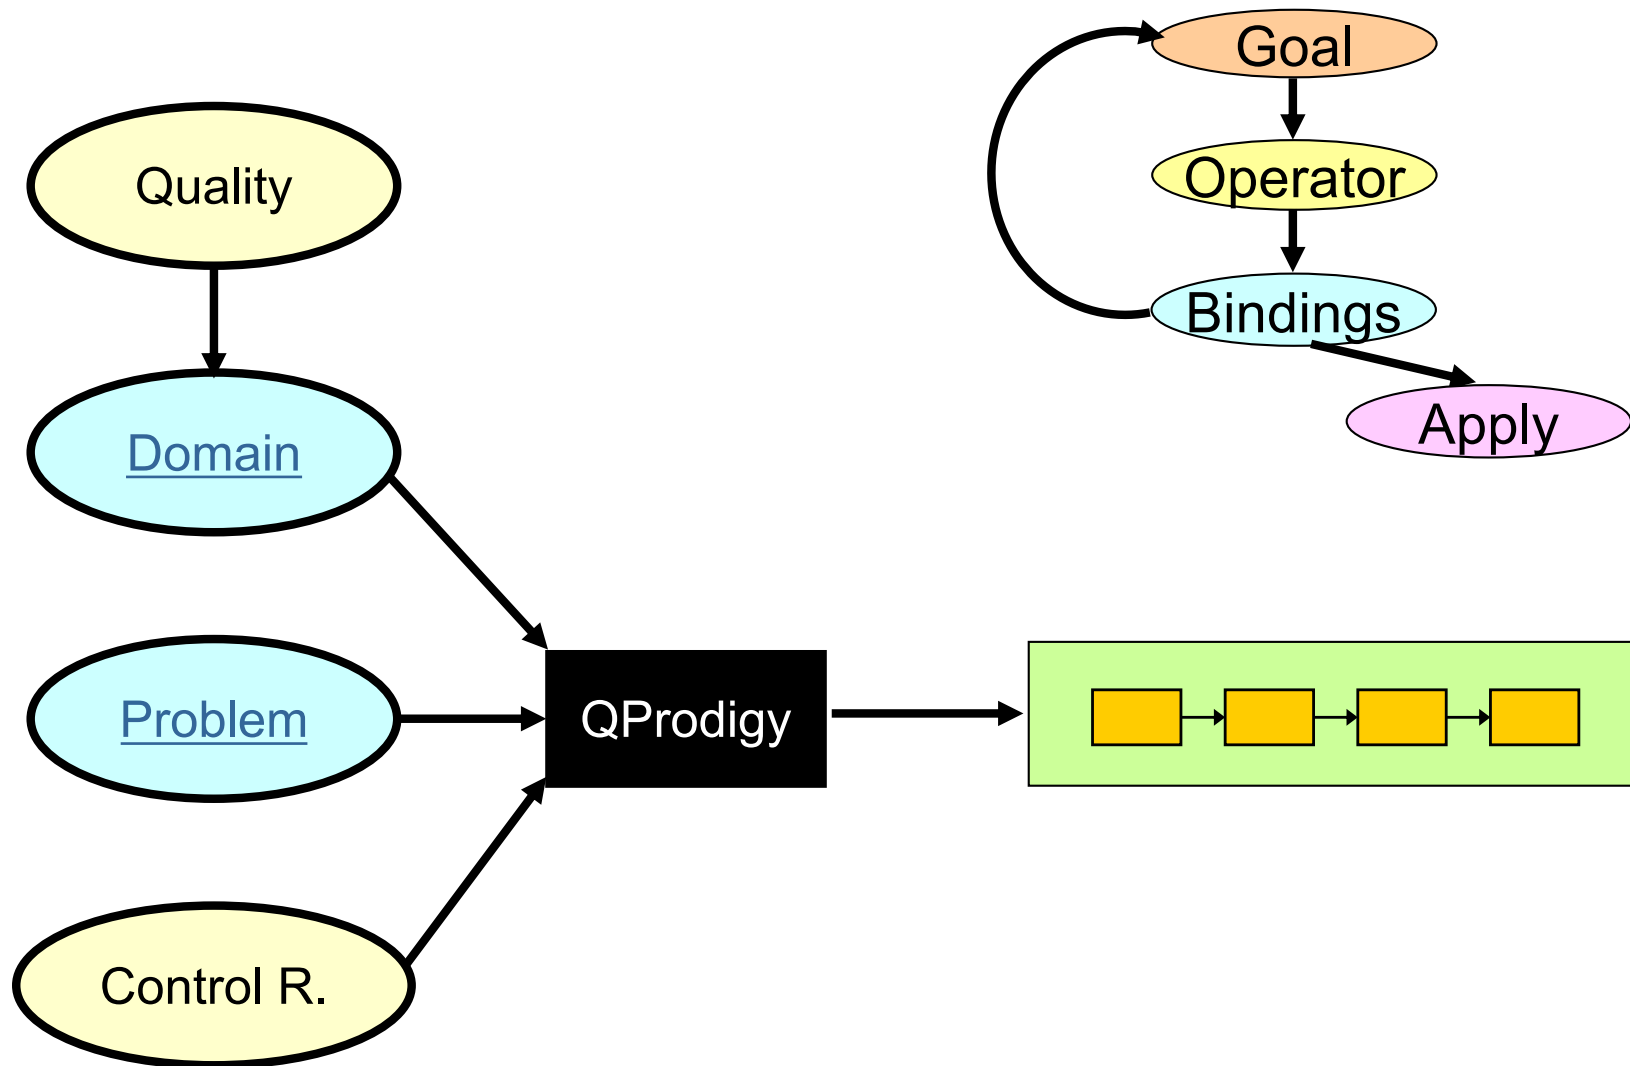 Goal
Quality
Operator
Bindings
Domain
Apply
Problem
QProdigy
Control R.